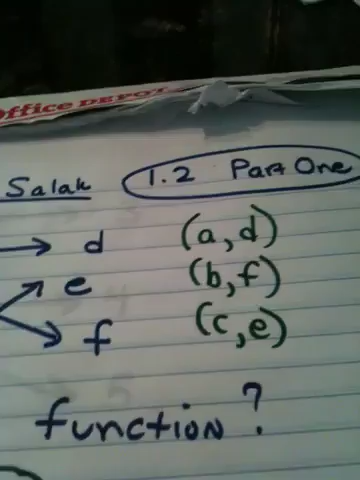 Office DEPOT
Salak 1.2 Part One
→ d (a,d)
↗ e (b,f)
↘ f (c,e)
function?